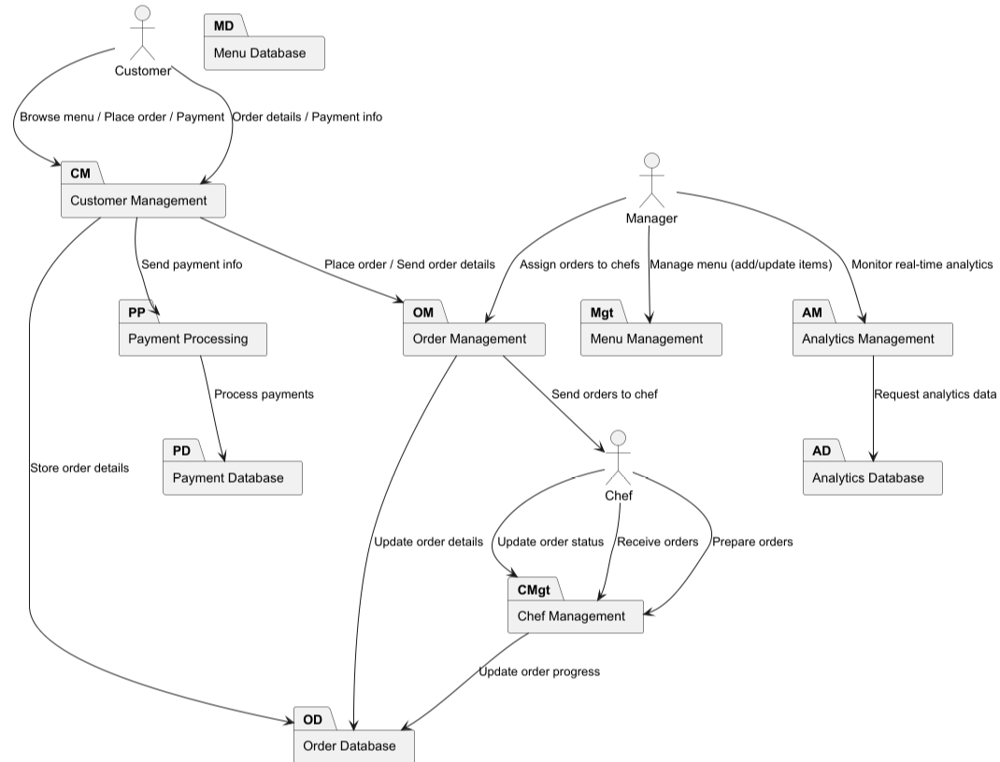 MD
Menu Database
Customer
Browse menu / Place order / Payment
Order details / Payment info
CM
Customer Management
Manager
Send payment info
Place order / Send order details
Assign orders to chefs
Manage menu (add/update items)
Monitor real-time analytics
PP
Payment Processing
OM
Order Management
Mgt
Menu Management
AM
Analytics Management
Process payments
Send orders to chef
Request analytics data
PD
Payment Database
AD
Analytics Database
Store order details
Chef
Update order details
Update order status
Receive orders
Prepare orders
CMgt
Chef Management
Update order progress
OD
Order Database